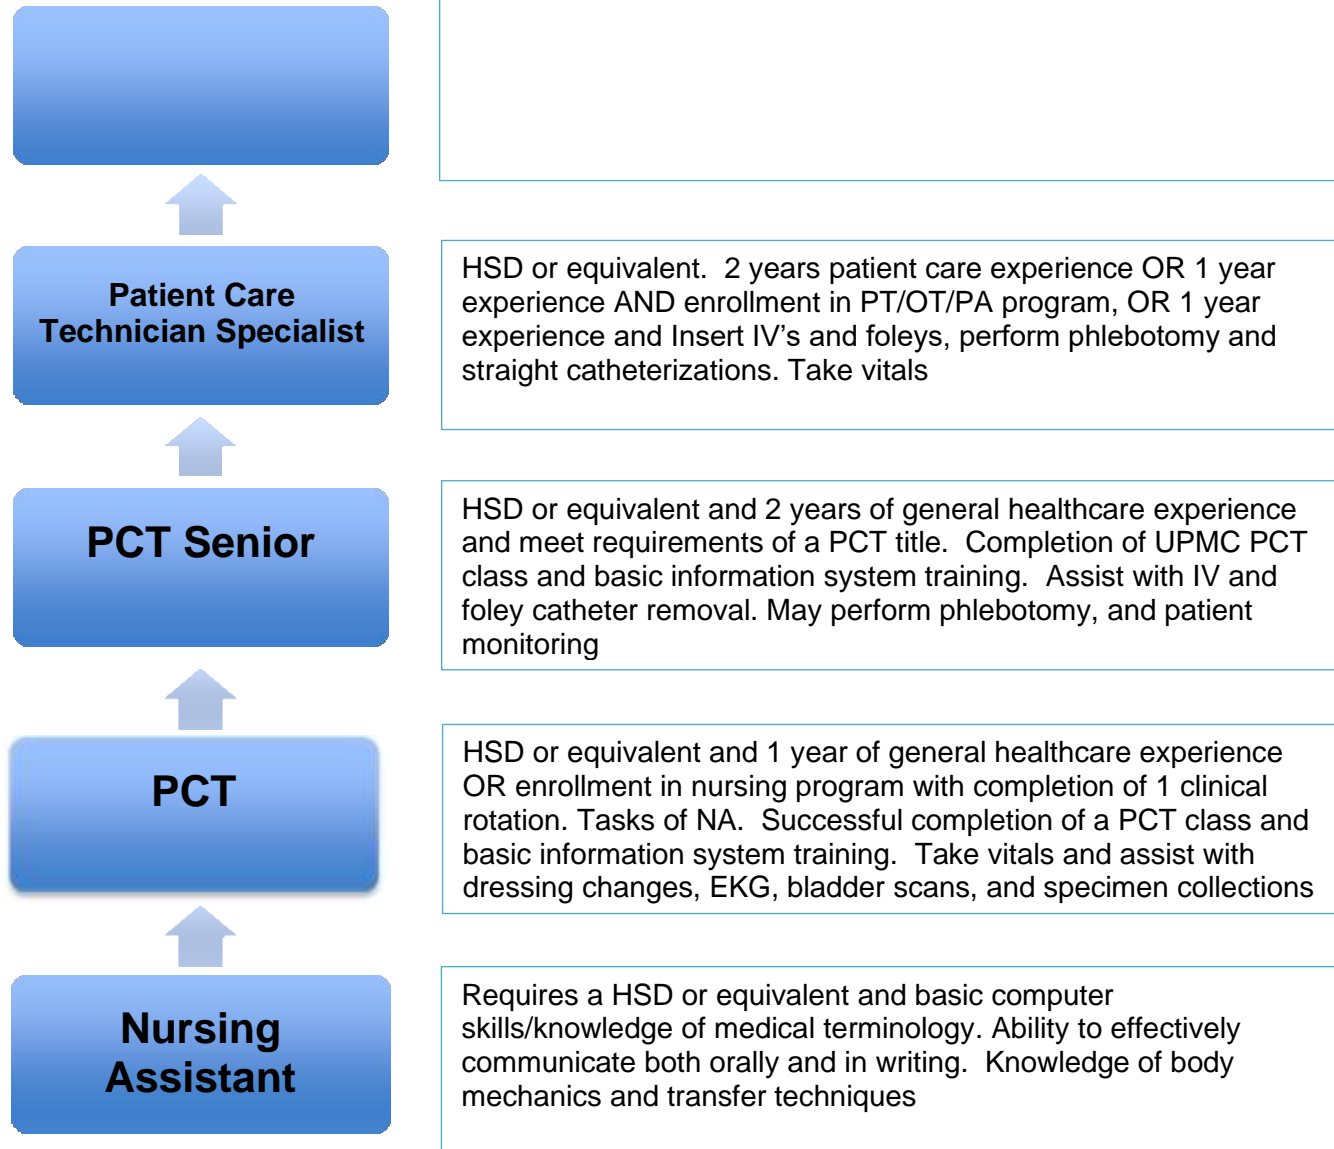 Patient Care
Technician Specialist
HSD or equivalent.  2 years patient care experience OR 1 year
experience AND enrollment in PT/OT/PA program, OR 1 year
experience and Insert IV’s and foleys, perform phlebotomy and
straight catheterizations. Take vitals
PCT Senior
HSD or equivalent and 2 years of general healthcare experience
and meet requirements of a PCT title.  Completion of UPMC PCT
class and basic information system training.  Assist with IV and
foley catheter removal. May perform phlebotomy, and patient
monitoring
PCT
HSD or equivalent and 1 year of general healthcare experience
OR enrollment in nursing program with completion of 1 clinical
rotation. Tasks of NA.  Successful completion of a PCT class and
basic information system training.  Take vitals and assist with
dressing changes, EKG, bladder scans, and specimen collections
Nursing
Assistant
Requires a HSD or equivalent and basic computer
skills/knowledge of medical terminology. Ability to effectively
communicate both orally and in writing.  Knowledge of body
mechanics and transfer techniques